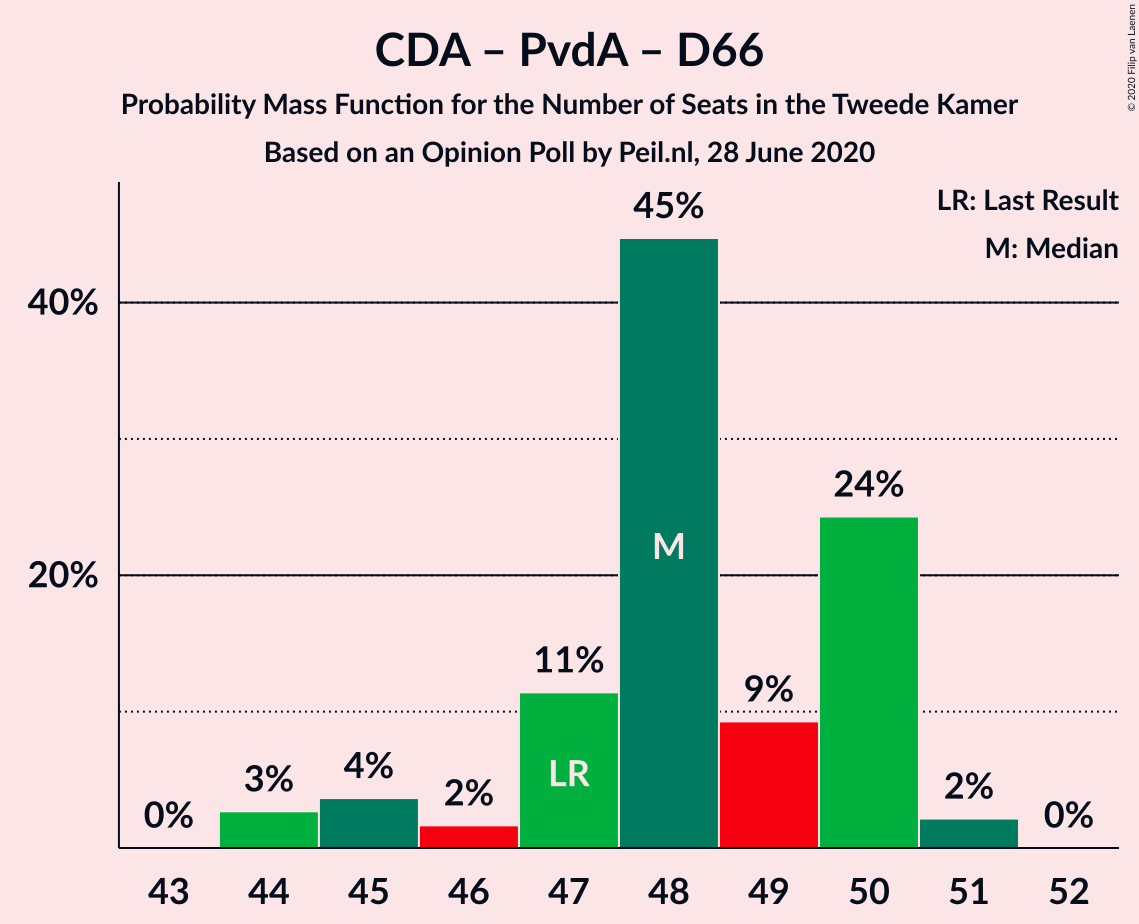 CDA – PvdA – D66
Probability Mass Function for the Number of Seats in the Tweede Kamer
Based on an Opinion Poll by Peil.nl, 28 June 2020
© 2020 Filip van Laenen
LR: Last Result
M: Median
45%
40%
24%
20%
11%
9%
4%
3%
2%
2%
0%
0%
M
LR
43 44 45 46 47 48 49 50 51 52